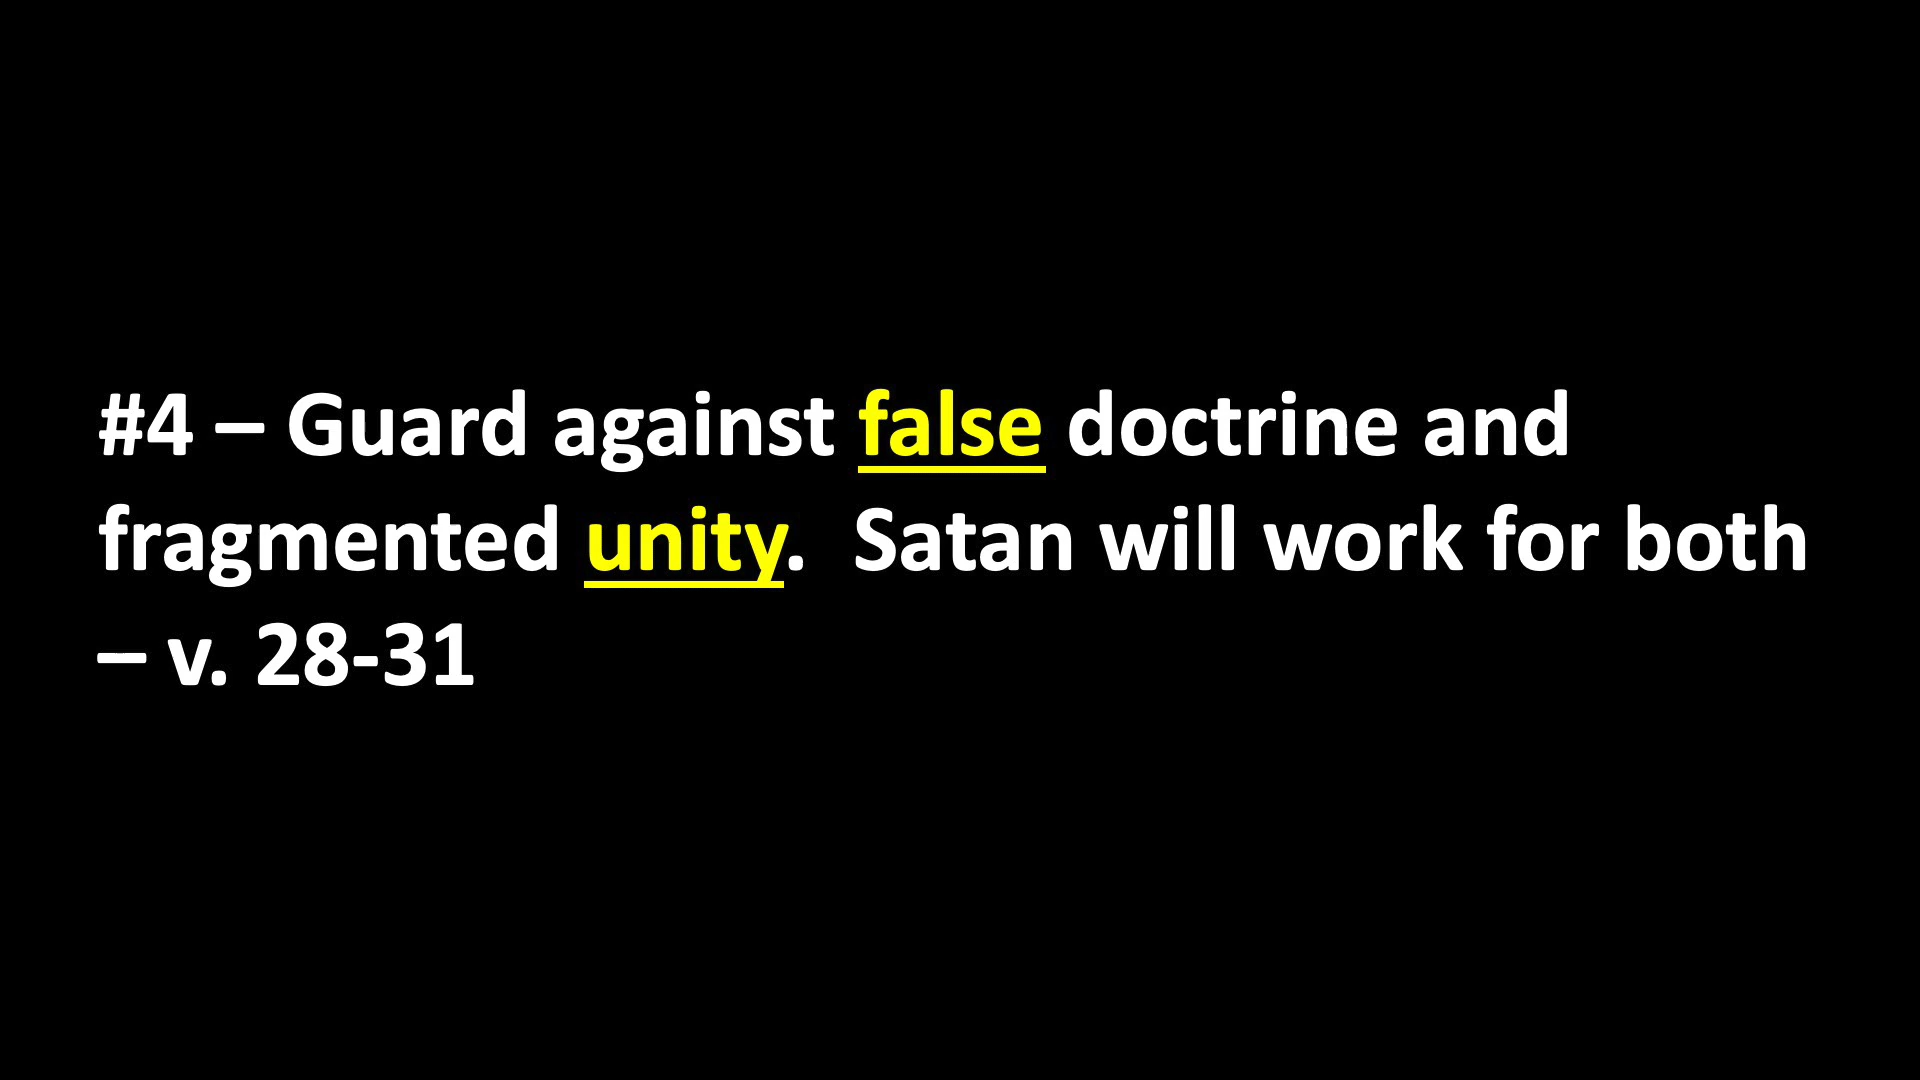 #4 – Guard against false doctrine and
fragmented unity.  Satan will work for both
– v. 28-31